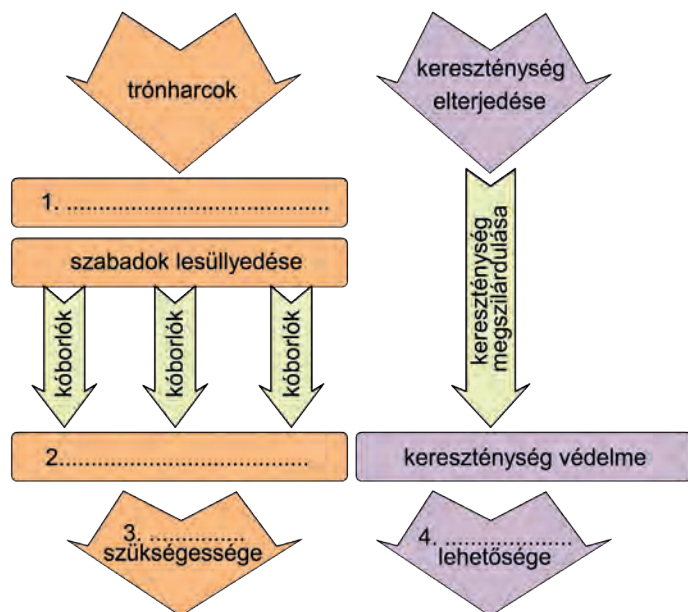 trónharcok
kereszténység
elterjedése
1. ..........................................
szabadok lesüllyedése
kóborlók
kóborlók
kóborlók
kereszténység
megszilárdulása
2.......................................
kereszténység védelme
3. ...............
szükségessége
4. ....................
lehetősége